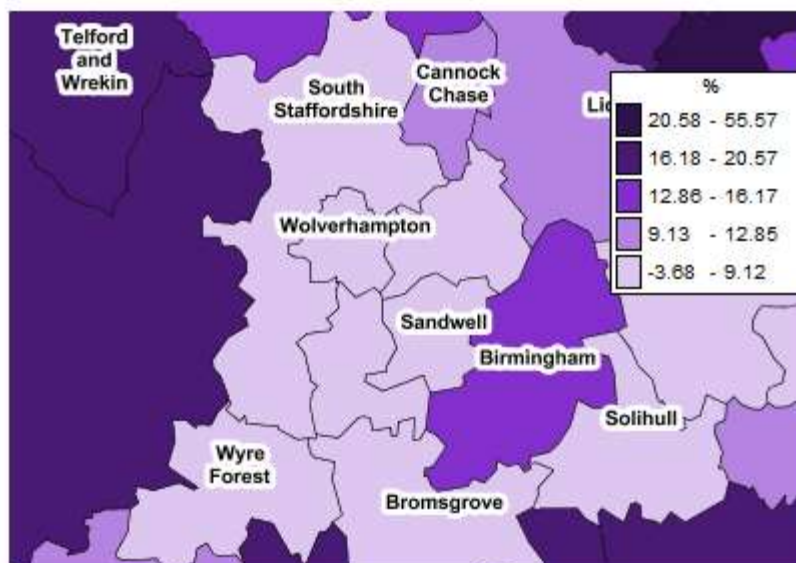 Telford
and
Wrekin
South
Staffordshire
Cannock
Chase
%
20.58 - 55.57
16.18 - 20.57
12.86 - 16.17
9.13 - 12.85
-3.68 - 9.12
Wolverhampton
Sandwell
Birmingham
Solihull
Wyre
Forest
Bromsgrove